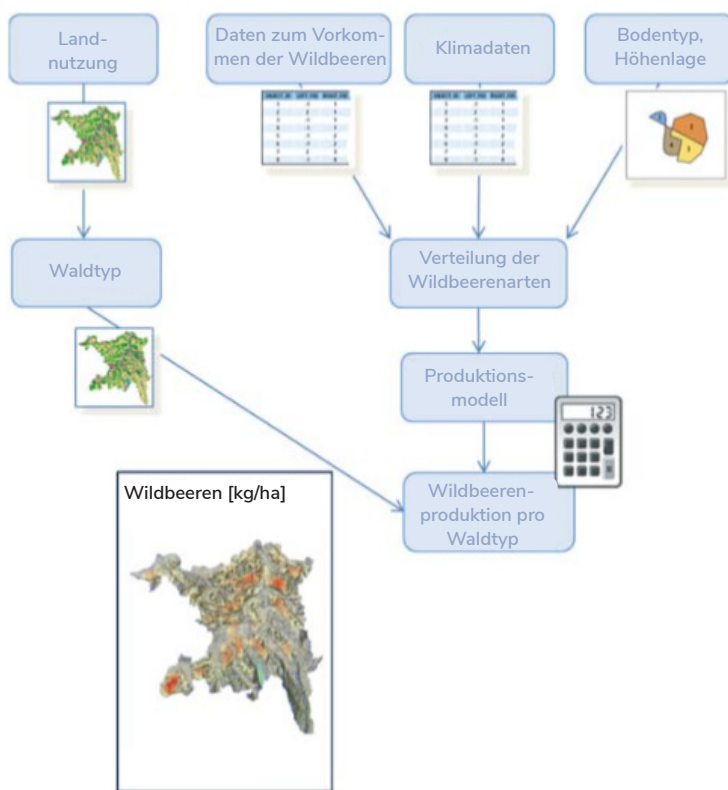 Land-
nutzung
Daten zum Vorkom-
men der Wildbeeren
Klimadaten
Bodentyp,
Höhenlage
Waldtyp
Verteilung der
Wildbeerenarten
Produktions-
modell
123
Wildbeeren-
produktion pro
Waldtyp
Wildbeeren [kg/ha]